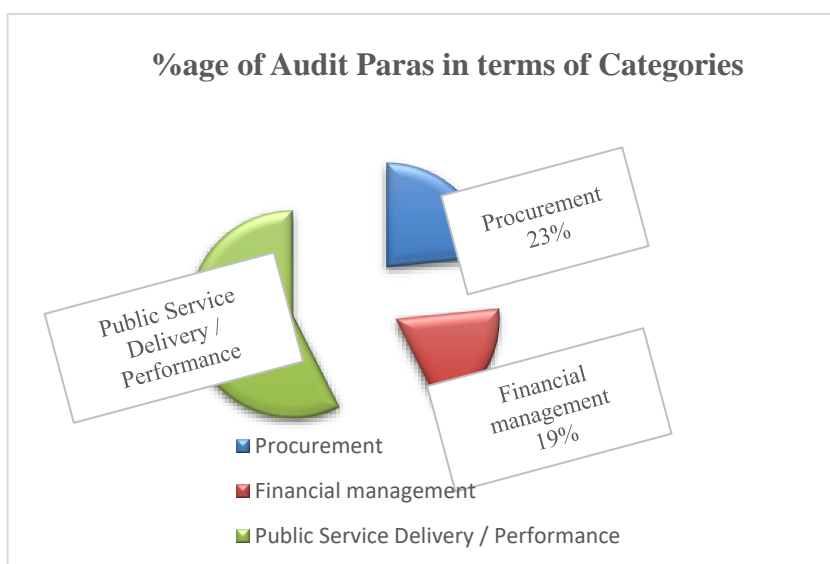 %age of Audit Paras in terms of Categories
Procurement
23%
Public Service
Delivery /
Performance
Financial
management
19%
Procurement
Financial management
Public Service Delivery / Performance